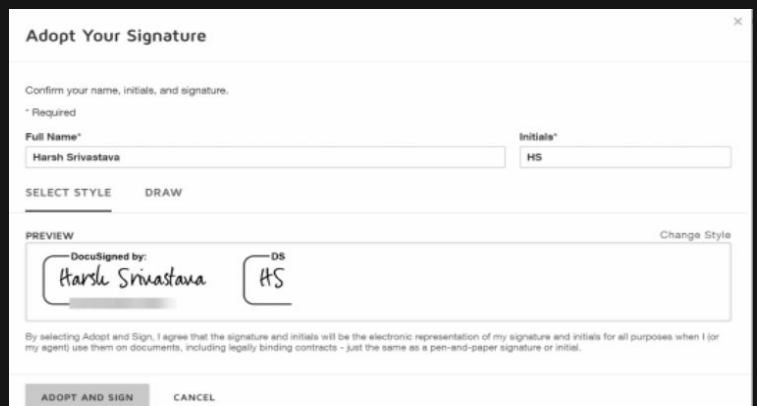 Adopt Your Signature
×
Confirm your name, initials, and signature.
* Required
Full Name*
Initials*
Harsh Srivastava
HS
SELECT STYLE
DRAW
PREVIEW
Change Style
DocuSigned by:
DS
Harsh Srivastava
HS
By selecting Adopt and Sign, I agree that the signature and initials will be the electronic representation of my signature and initials for all purposes when I (or
my agent) use them on documents, including legally binding contracts - just the same as a pen-and-paper signature or initial.
ADOPT AND SIGN
CANCEL